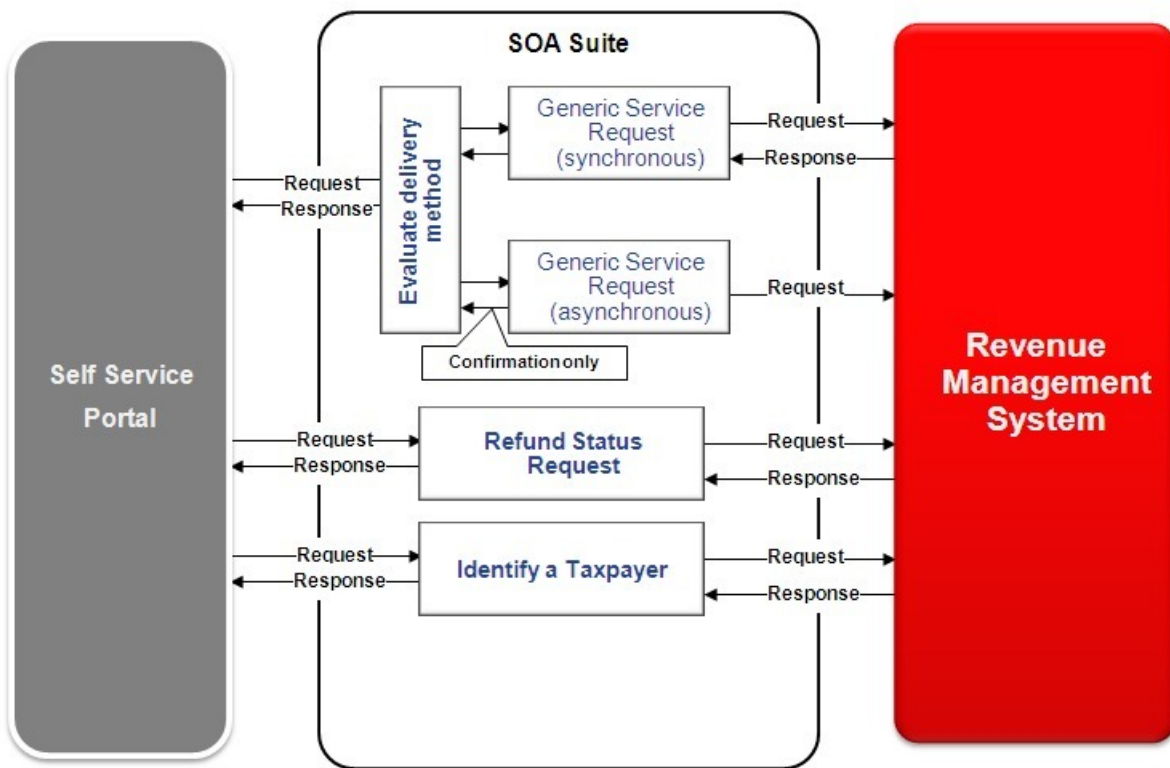 SOA Suite
Self Service
Portal
Request
Response
Evaluate delivery
method
Generic Service
Request
(synchronous)
Request
Response
Generic Service
Request
(asynchronous)
Request
Confirmation only
Request
Response
Refund Status
Request
Request
Response
Request
Response
Identify a Taxpayer
Request
Response
Revenue
Management
System